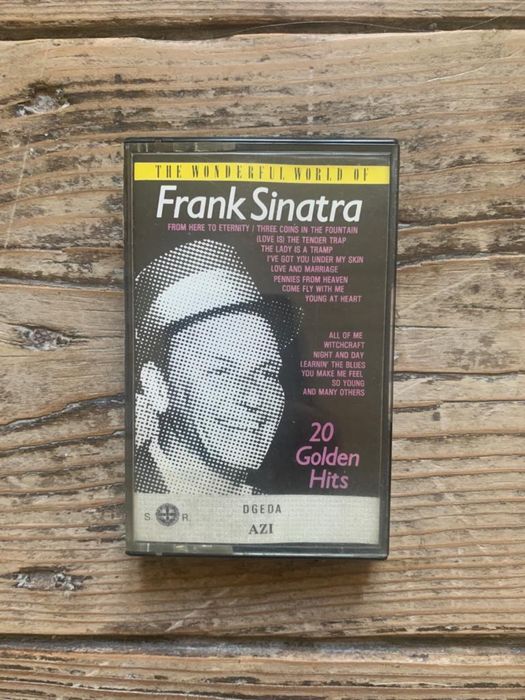 THE WONDERFUL WORLD OF
Frank Sinatra
FROM HERE TO ETERNITY / THREE COINS IN THE FOUNTAIN
(LOVE IS) THE TENDER TRAP
THE LADY IS A TRAMP
I'VE GOT YOU UNDER MY SKIN
LOVE AND MARRIAGE
PENNIES FROM HEAVEN
COME FLY WITH ME
YOUNG AT HEART
ALL OF ME
WITCHCRAFT
NIGHT AND DAY
LEARNIN' THE BLUES
YOU MAKE ME FEEL
SO YOUNG
AND MANY OTHERS
20
Golden
Hits
S. R.
DGEDA
AZI